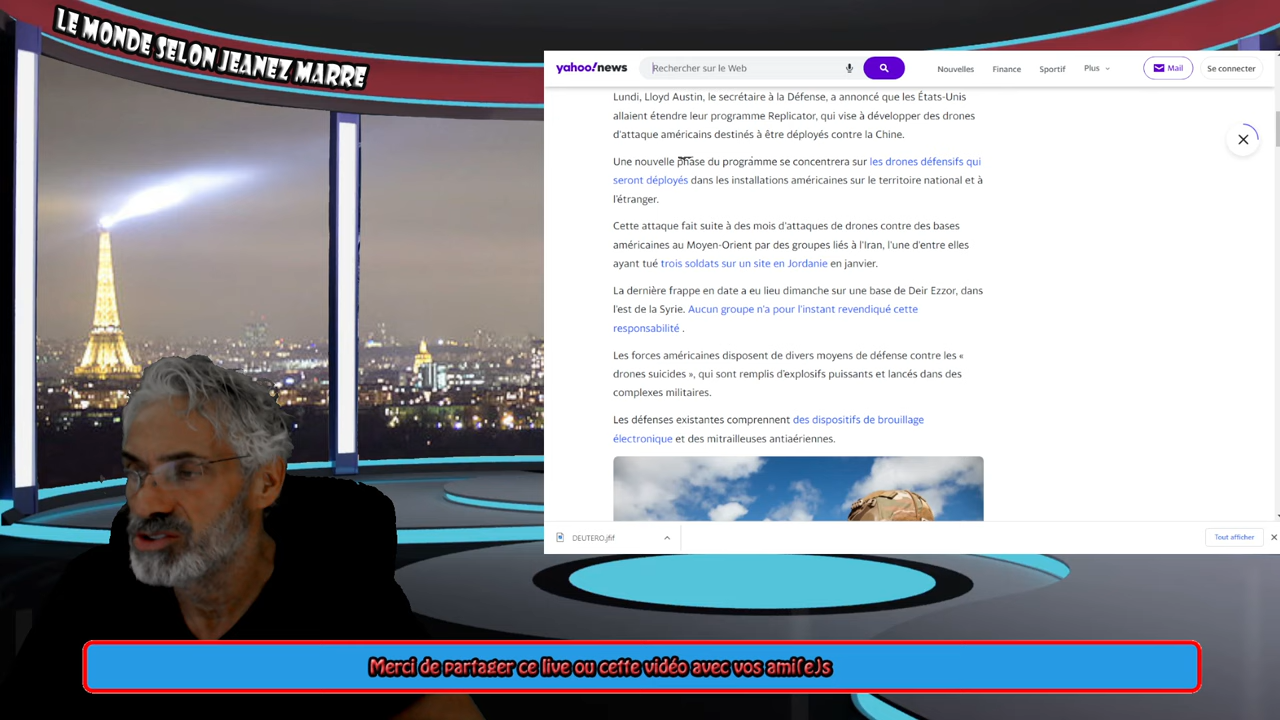 LE MONDE SELON JEANEZ MARRE
yahoo!news
Rechercher sur le Web
Nouvelles
Finance
Sportif
Plus
Mail
Se connecter
Lundi, Lloyd Austin, le secrétaire à la Défense, a annoncé que les États-Unis
allaient étendre leur programme Replicator, qui vise à développer des drones
d'attaque américains destinés à être déployés contre la Chine.
Une nouvelle phase du programme se concentrera sur les drones défensifs qui
seront déployés dans les installations américaines sur le territoire national et à
l'étranger.
Cette attaque fait suite à des mois d'attaques de drones contre des bases
américaines au Moyen-Orient par des groupes liés à l'Iran, l'une d'entre elles
ayant tué trois soldats sur un site en Jordanie en janvier.
La dernière frappe en date a eu lieu dimanche sur une base de Deir Ezzor, dans
l'est de la Syrie. Aucun groupe n'a pour l'instant revendiqué cette
responsabilité .
Les forces américaines disposent de divers moyens de défense contre les «
drones suicides », qui sont remplis d'explosifs puissants et lancés dans des
complexes militaires.
Les défenses existantes comprennent des dispositifs de brouillage
électronique et des mitrailleuses antiaériennes.
DEUTERO.jfif
Tout afficher
Merci de partager ce live ou cette vidéo avec vos ami(e)s